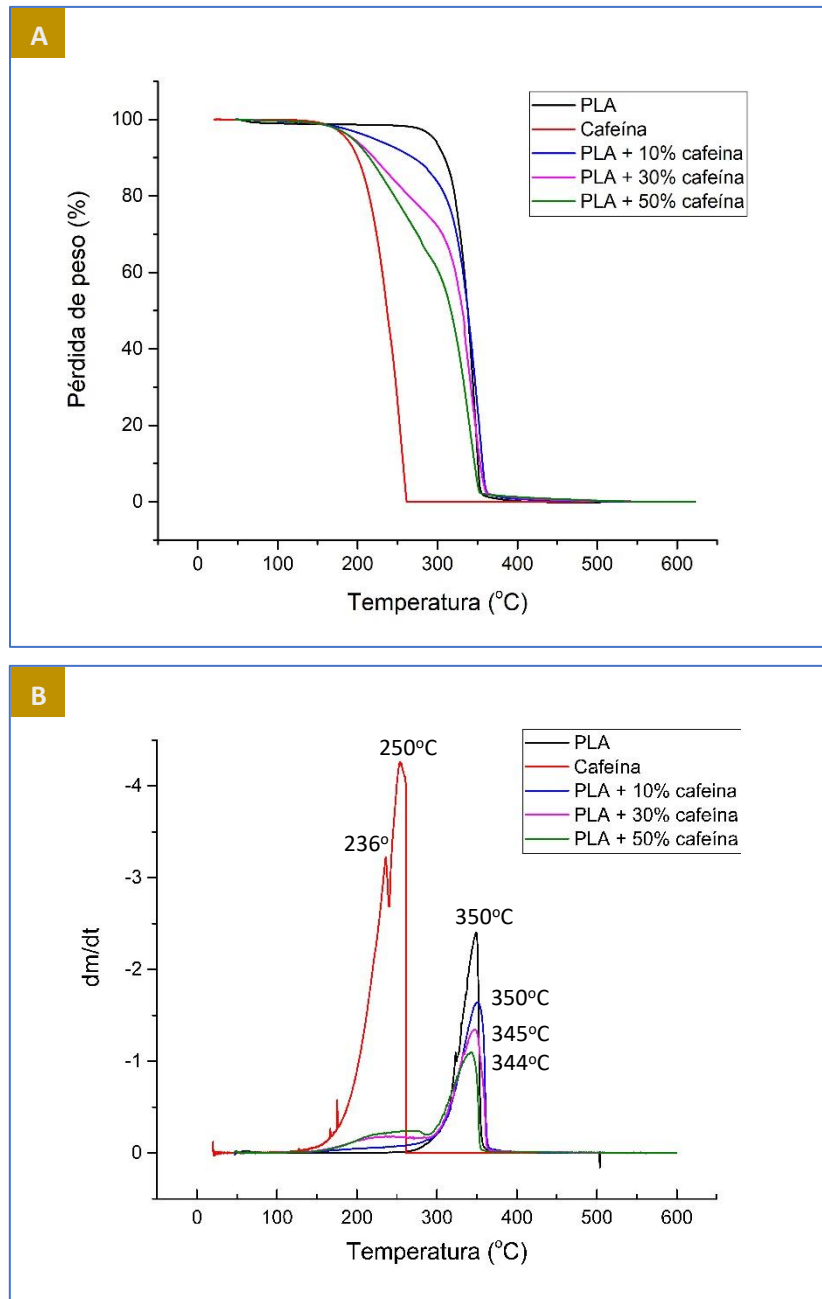 A
PLA
Cafeína
PLA + 10% cafeina
PLA + 30% cafeína
PLA + 50% cafeína
100
80
60
40
20
0
Pérdida de peso (%)
0 100 200 300 400 500 600
Temperatura (°C)
B
PLA
Cafeína
PLA + 10% cafeina
PLA + 30% cafeína
PLA + 50% cafeína
250°C
236°
350°C
350°C
345°C
344°C
-4
-3
-2
-1
0
dm/dt
0 100 200 300 400 500 600
Temperatura (°C)